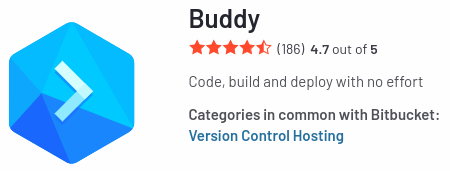 Buddy
(186) 4.7 out of 5
Code, build and deploy with no effort
Categories in common with Bitbucket:
Version Control Hosting